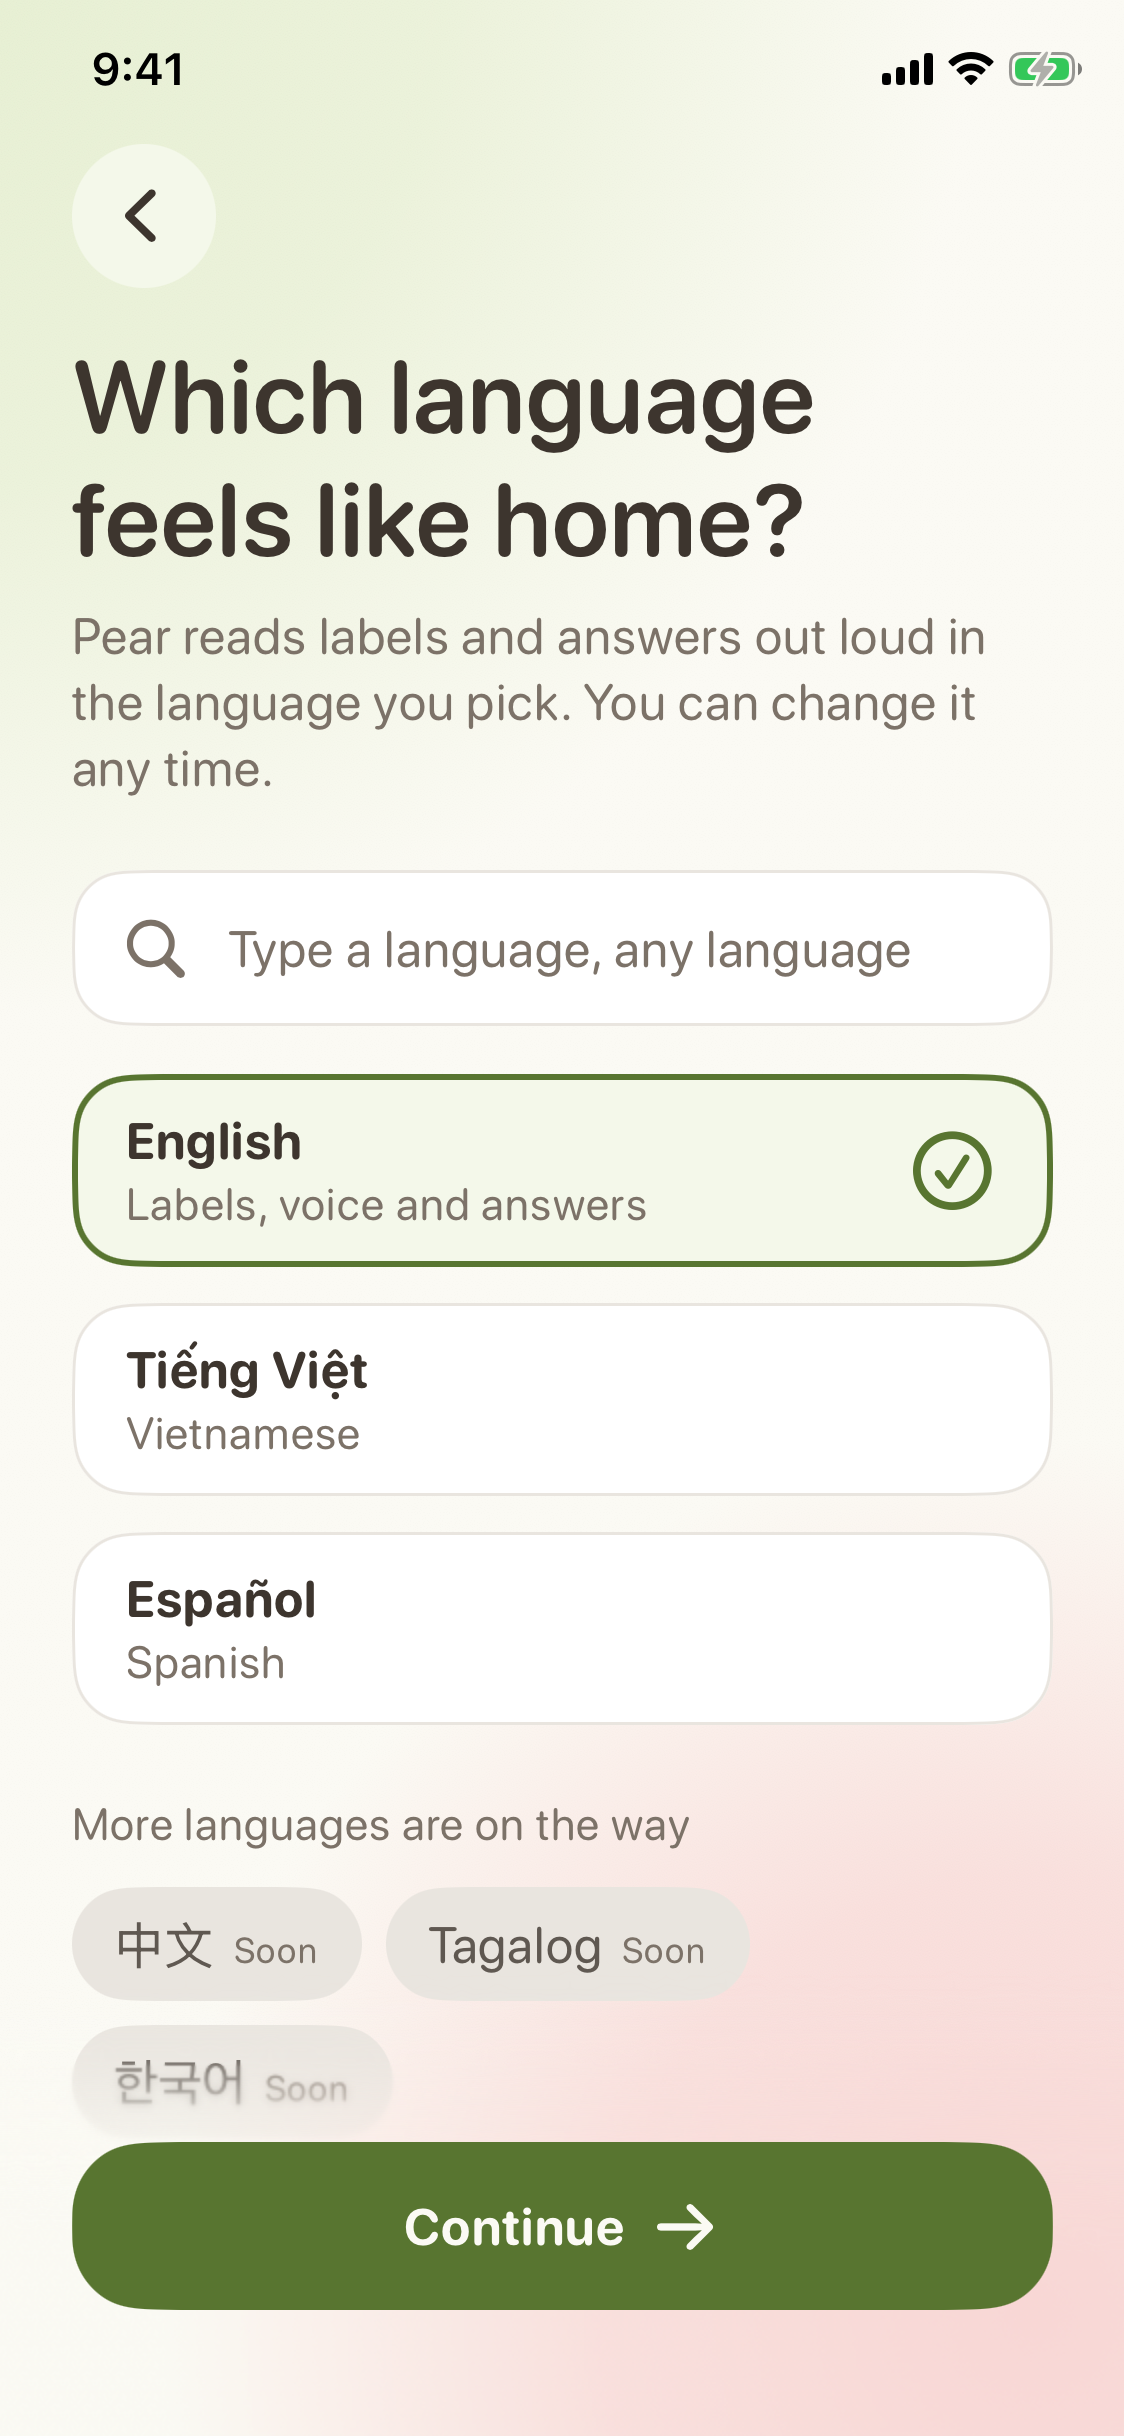 9:41
Which language
feels like home?
Pear reads labels and answers out loud in
the language you pick. You can change it
any time.
Type a language, any language
English
Labels, voice and answers
Tiếng Việt
Vietnamese
Español
Spanish
More languages are on the way
中文 Soon
Tagalog Soon
한국어 Soon
Continue